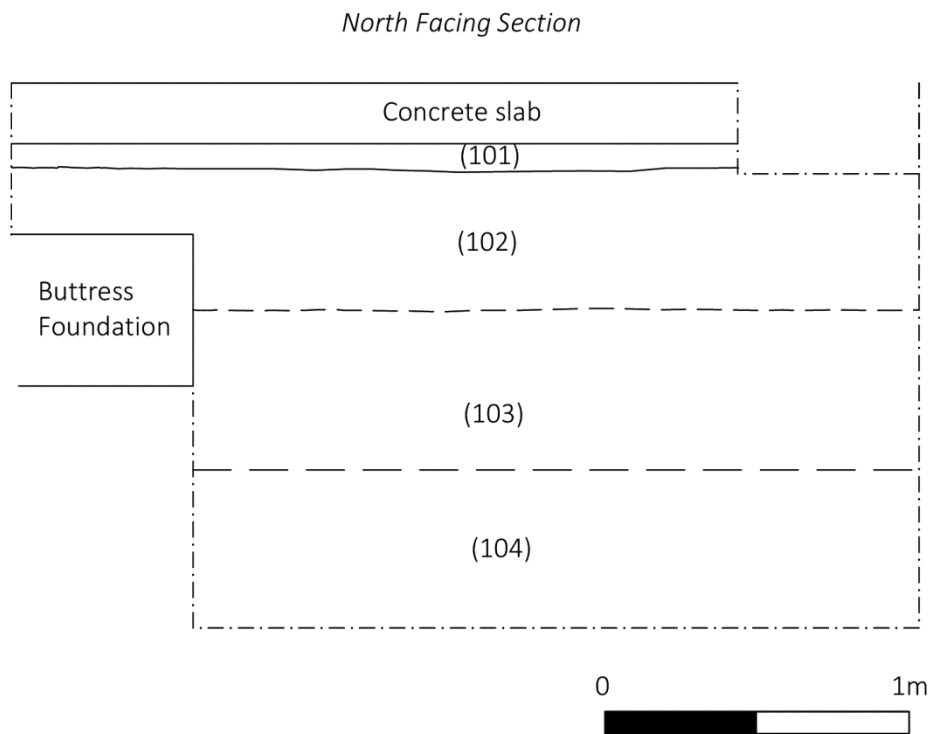 North Facing Section
Concrete slab
(101)
(102)
Buttress
Foundation
(103)
(104)
0 1m